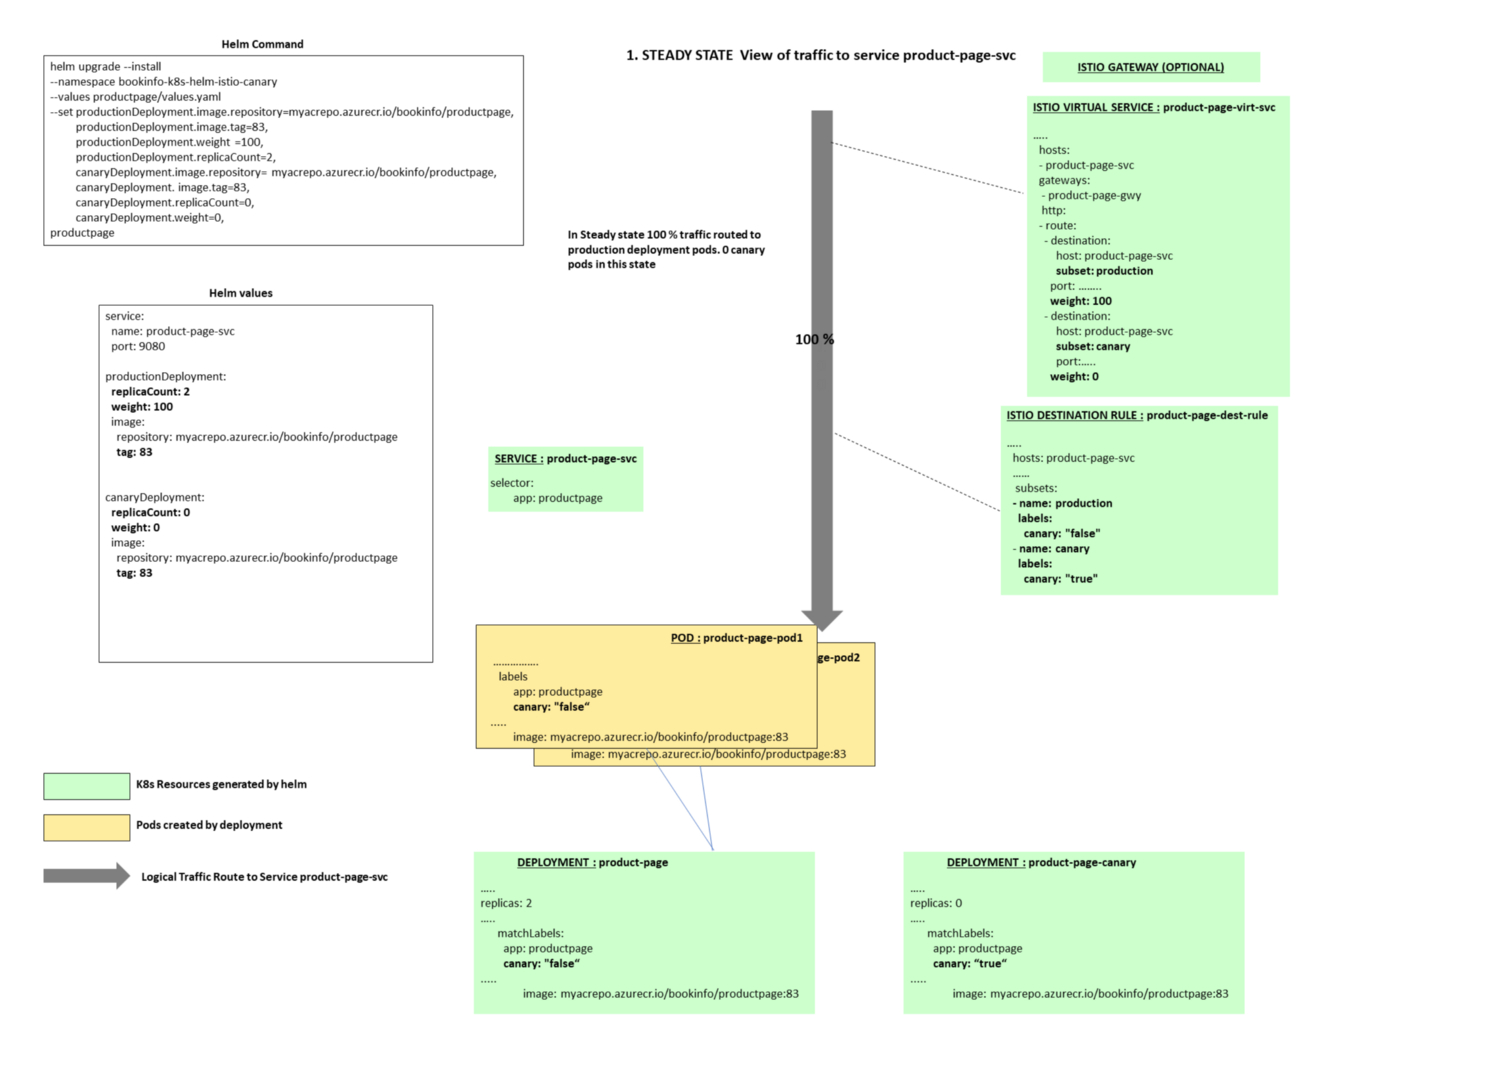 Helm Command
helm upgrade --install
--namespace bookinfo-k8s-helm-istio-canary
--values productpage/values.yaml
--set productionDeployment.image.repository=myacrepo.azurecr.io/bookinfo/productpage,
productionDeployment.image.tag=83,
productionDeployment.weight =100,
productionDeployment.replicaCount=2,
canaryDeployment.image.repository= myacrepo.azurecr.io/bookinfo/productpage,
canaryDeployment. image.tag=83,
canaryDeployment.replicaCount=0,
canaryDeployment.weight=0,
productpage
Helm values
service:
name: product-page-svc
port: 9080
productionDeployment:
replicaCount: 2
weight: 100
image:
repository: myacrepo.azurecr.io/bookinfo/productpage
tag: 83
canaryDeployment:
replicaCount: 0
weight: 0
image:
repository: myacrepo.azurecr.io/bookinfo/productpage
tag: 83
1. STEADY STATE View of traffic to service product-page-svc
In Steady state 100 % traffic routed to
production deployment pods. 0 canary
pods in this state
100 %
ISTIO GATEWAY (OPTIONAL)
ISTIO VIRTUAL SERVICE : product-page-virt-svc
.....
hosts:
- product-page-svc
gateways:
- product-page-gwy
http:
- route:
- destination:
host: product-page-svc
subset: production
port: ........
weight: 100
- destination:
host: product-page-svc
subset: canary
port:.....
weight: 0
ISTIO DESTINATION RULE : product-page-dest-rule
.....
hosts: product-page-svc
......
subsets:
- name: production
labels:
canary: "false"
- name: canary
labels:
canary: "true"
SERVICE : product-page-svc
selector:
app: productpage
POD : product-page-pod1
................
labels
app: productpage
canary: "false“
.....
image: myacrepo.azurecr.io/bookinfo/productpage:83
ge-pod2
image: myacrepo.azurecr.io/bookinfo/productpage:83
K8s Resources generated by helm
Pods created by deployment
Logical Traffic Route to Service product-page-svc
DEPLOYMENT : product-page
.....
replicas: 2
.....
matchLabels:
app: productpage
canary: "false“
.....
image: myacrepo.azurecr.io/bookinfo/productpage:83
DEPLOYMENT : product-page-canary
.....
replicas: 0
.....
matchLabels:
app: productpage
canary: “true“
.....
image: myacrepo.azurecr.io/bookinfo/productpage:83